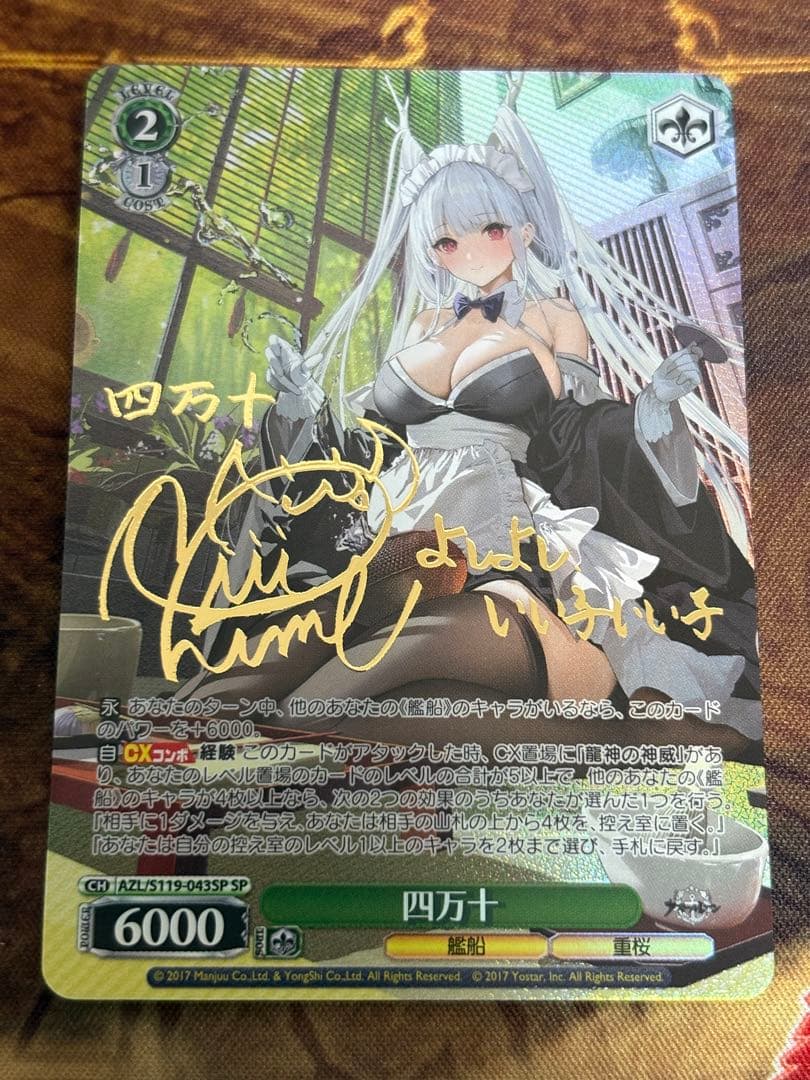 LEVEL
2
1
COST
四万十
よしよし、
いい子いい子
永 あなたのターン中、他のあなたの《艦船》のキャラがいるなら、このカード
のパワーを＋6000。
自 CXコンボ 経験 このカードがアタックした時、CX置場に「龍神の神威」があ
り、あなたのレベル置場のカードのレベルの合計が5以上で、他のあなたの《艦
船》のキャラが4枚以上なら、次の2つの効果のうちあなたが選んだ1つを行う。
『相手に1ダメージを与え、あなたは相手の山札の上から4枚を、控え室に置く。』
『あなたは自分の控え室のレベル1以上のキャラを2枚まで選び、手札に戻す。』
CH AZL/S119-043SP SP
POWER 6000 SOUL
四万十
艦船 重桜
アズールレーン
© 2017 Manjuu Co.,Ltd. & YongShi Co.,Ltd. All Rights Reserved. © 2017 Yostar, Inc. All Rights Reserved.